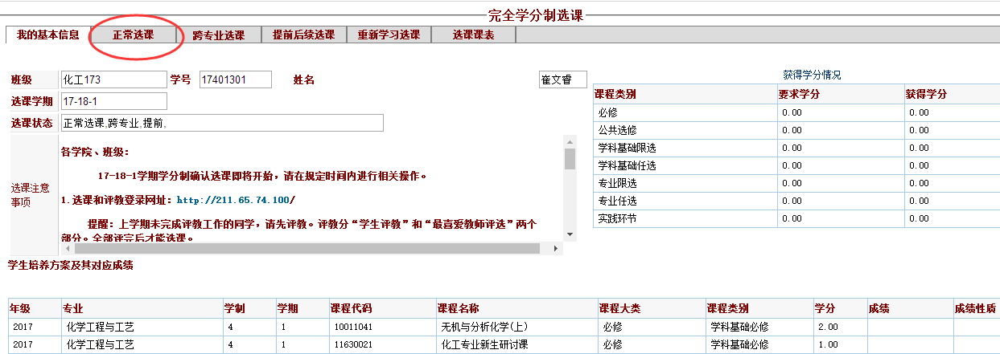 完全学分制选课
我的基本信息 正常选课 跨专业选课 提前后续选课 重新学习选课 选课课表
班级 化工173 学号 17401301 姓名 崔文睿
选课学期 17-18-1
选课状态 正常选课,跨专业,提前,
选课注意事项
各学院、班级：
17-18-1学期学分制确认选课即将开始，请在规定时间内进行相关操作。
1.选课和评教登录网址：http://211.65.74.100/
提醒：上学期未完成评教工作的同学，请先评教。评教分“学生评教”和“最喜爱教师评选”两个
部分。全部评完后才能选课。
获得学分情况
课程类别 要求学分 获得学分
必修 0.00 0.00
公共选修 0.00 0.00
学科基础限选 0.00 0.00
学科基础任选 0.00 0.00
专业限选 0.00 0.00
专业任选 0.00 0.00
实践环节 0.00 0.00
学生培养方案及其对应成绩
年级 专业 学制 学期 课程代码 课程名称 课程大类 课程类别 学分 成绩 成绩性质
2017 化学工程与工艺 4 1 10011041 无机与分析化学(上) 必修 学科基础必修 2.00
2017 化学工程与工艺 4 1 11630021 化工专业新生研讨课 必修 学科基础必修 1.00